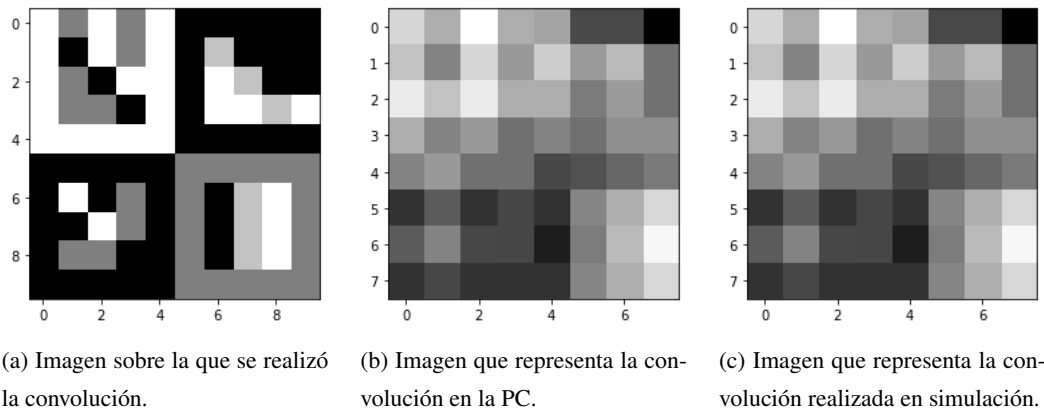 0
2
4
6
8
0 2 4 6 8
0
1
2
3
4
5
6
7
0 2 4 6
0
1
2
3
4
5
6
7
0 2 4 6
(a) Imagen sobre la que se realizó
la convolución.
(b) Imagen que representa la con-
volución en la PC.
(c) Imagen que representa la con-
volución realizada en simulación.